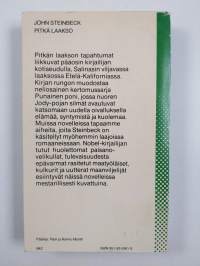 JOHN STEINBECK
PITKÄ LAAKSO
Pitkän laakson tapahtumat
liikkuvat pääosin kirjailijan
kotiseudulla, Salinasin viljavassa
laaksossa Etelä-Kaliforniassa.
Kirjan rungon muodostaa
neliosainen kertomussarja
Punainen poni, jossa nuoren
Jody-pojan silmät avautuvat
katsomaan uudella oivalluksella
elämää, syntymistä ja kuolemaa.
Muissa novelleissa tapaamme
aiheita, joita Steinbeck on
käsitellyt myöhemmin laajoissa
romaaneissaan. Nobel-kirjailijan
tutut huolettomat paisano-
veikkoset, tulevaisuudesta
epävarmat rasitetut maatyöläiset,
kulkurit ja uutterat maanviljelijät
esiintyvät näissä novelleissa
mestarillisesti kuvattuina.